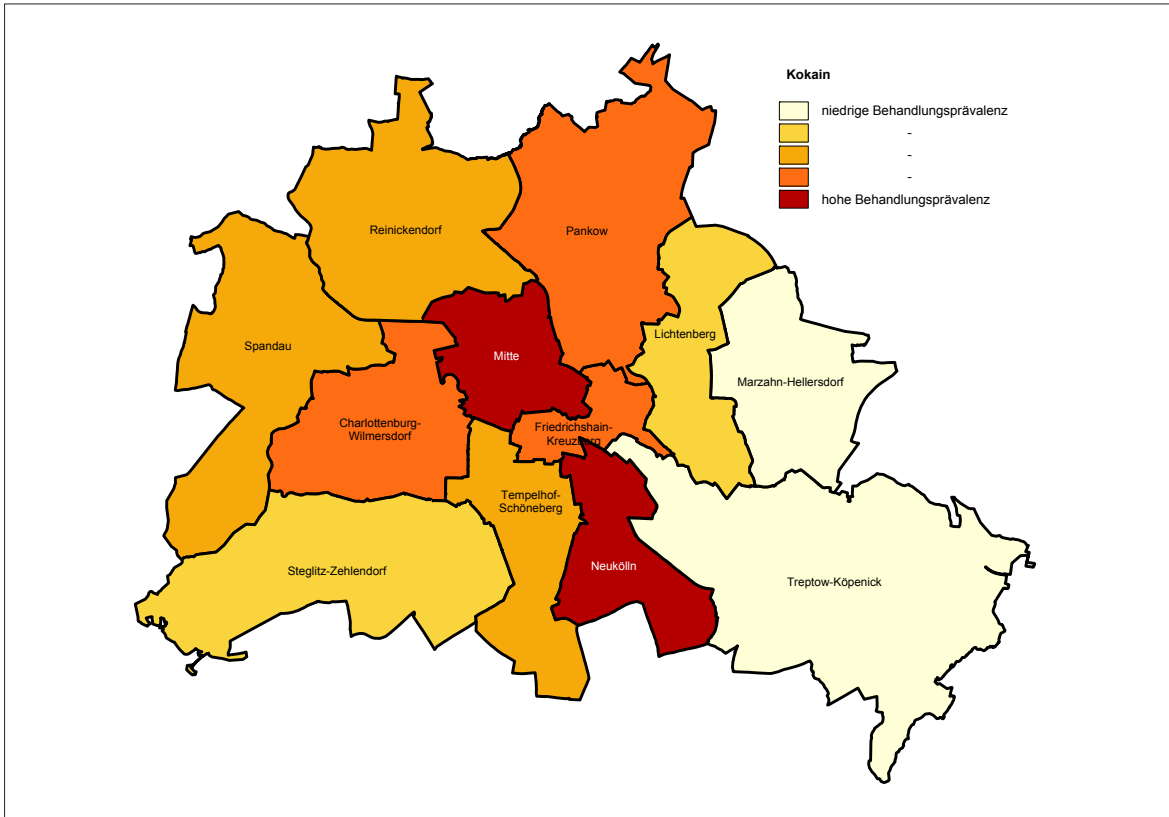 Kokain
niedrige Behandlungsprävalenz
-
-
-
hohe Behandlungsprävalenz
Reinickendorf
Pankow
Spandau
Mitte
Lichtenberg
Marzahn-Hellersdorf
Charlottenburg-
Wilmersdorf
Friedrichshain-
Kreuzberg
Tempelhof-
Schöneberg
Steglitz-Zehlendorf
Neukölln
Treptow-Köpenick